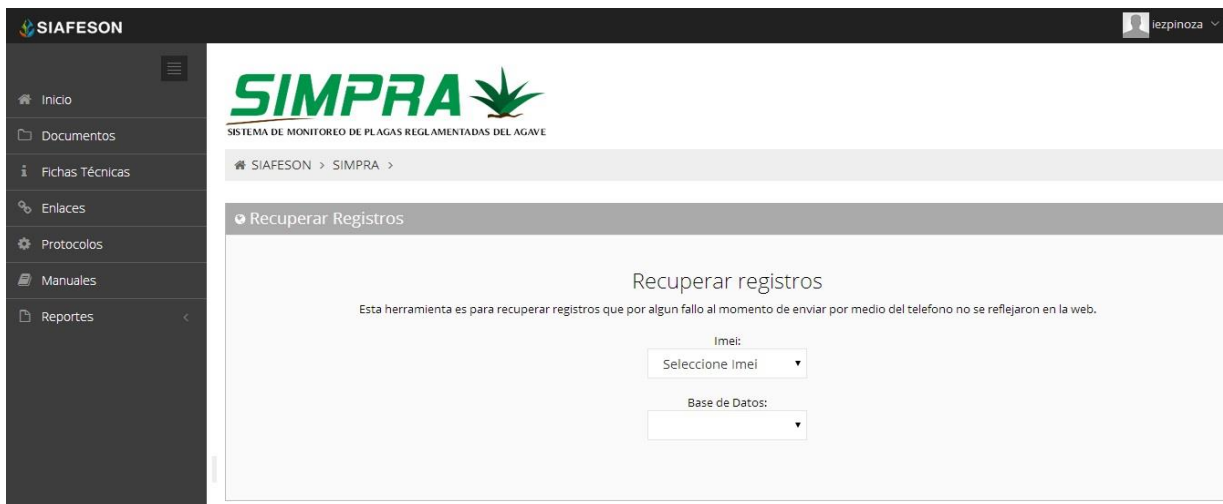 SIAFESON
iezpinoza
Inicio
Documentos
Fichas Técnicas
Enlaces
Protocolos
Manuales
Reportes
SIMPRA
SISTEMA DE MONITOREO DE PLAGAS REGLAMENTADAS DEL AGAVE
SIAFESON > SIMPRA >
Recuperar Registros
Recuperar registros
Esta herramienta es para recuperar registros que por algun fallo al momento de enviar por medio del telefono no se reflejaron en la web.
Imei:
Seleccione Imei
Base de Datos: